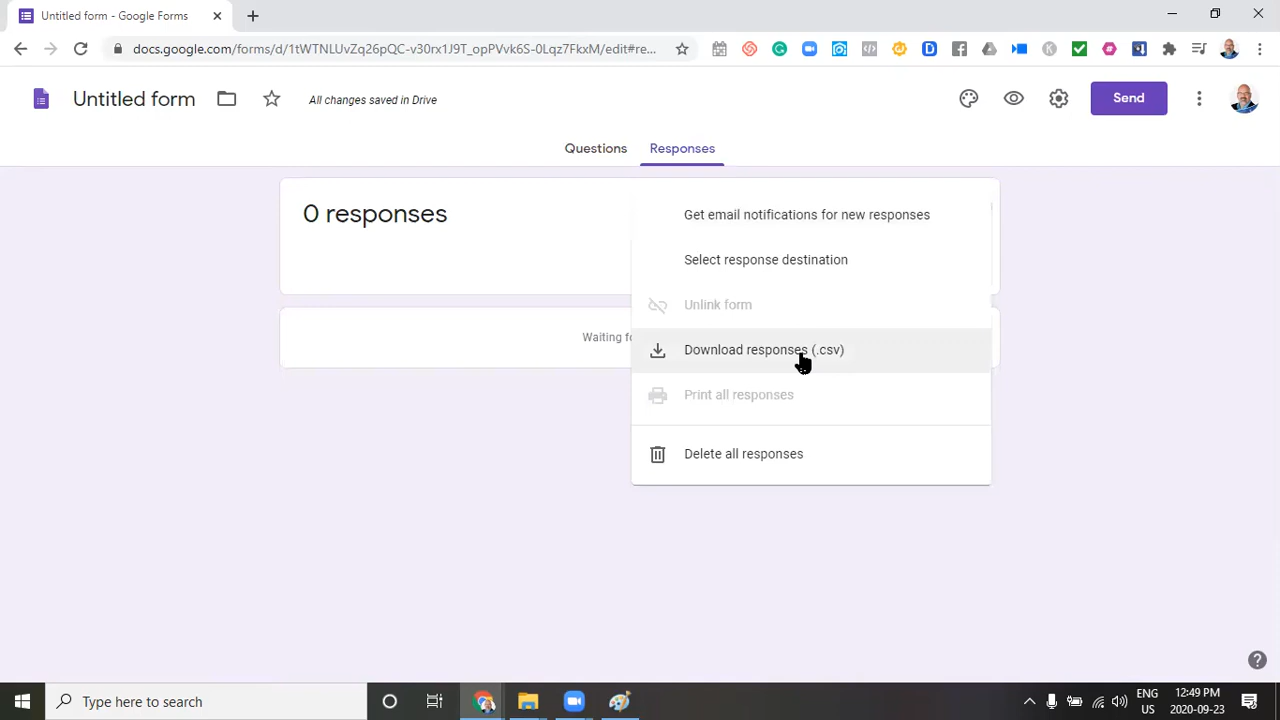 Untitled form - Google Forms
docs.google.com/forms/d/1tWTNLUvZq26pQC-v30rx1J9T_opPVvk6S-0Lqz7FkxM/edit#re...
Untitled form
All changes saved in Drive
Send
Questions
Responses
0 responses
Get email notifications for new responses
Select response destination
Unlink form
Waiting fo
Download responses (.csv)
Print all responses
Delete all responses
Type here to search
ENG
US
12:49 PM
2020-09-23